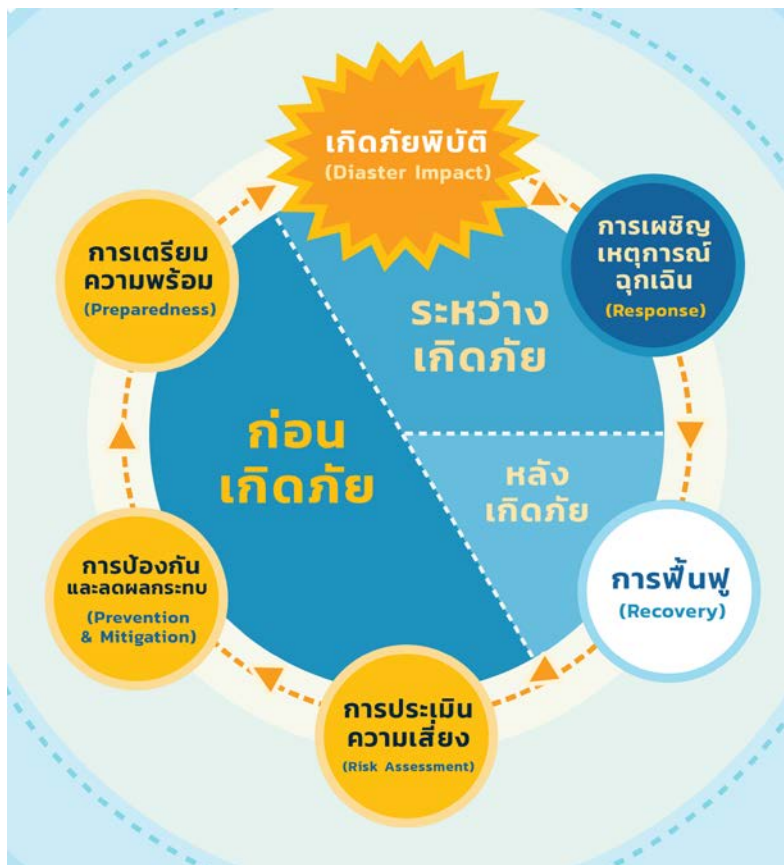 เกิดภัยพิบัติ
(Diaster Impact)
การเผชิญ
เหตุการณ์
ฉุกเฉิน
(Response)
การเตรียม
ความพร้อม
(Preparedness)
ระหว่าง
เกิดภัย
ก่อน
เกิดภัย
หลัง
เกิดภัย
การฟื้นฟู
(Recovery)
การป้องกัน
และลดผลกระทบ
(Prevention
& Mitigation)
การประเมิน
ความเสี่ยง
(Risk Assessment)